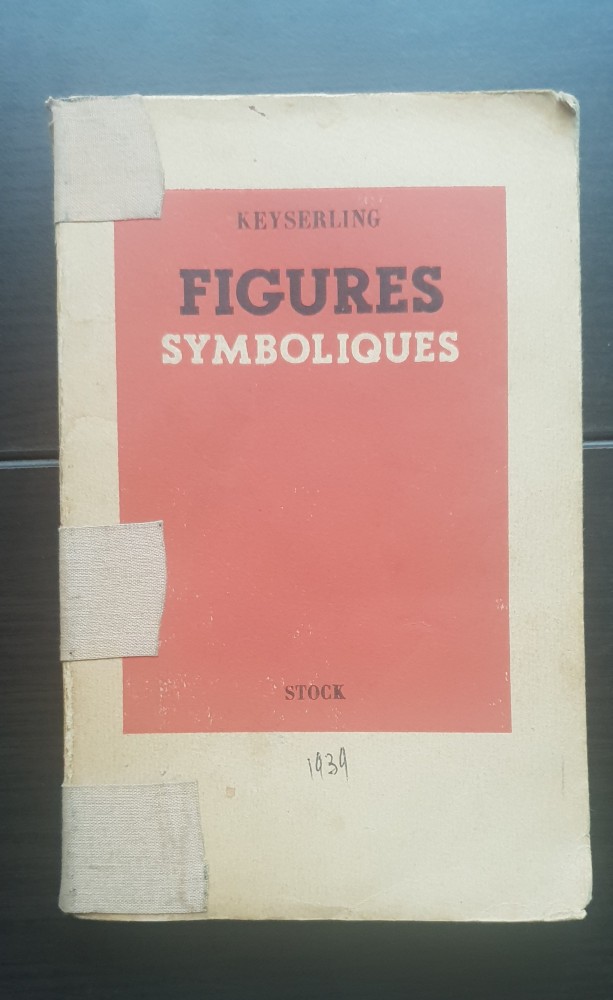 KEYSERLING
FIGURES
SYMBOLIQUES
STOCK
1939